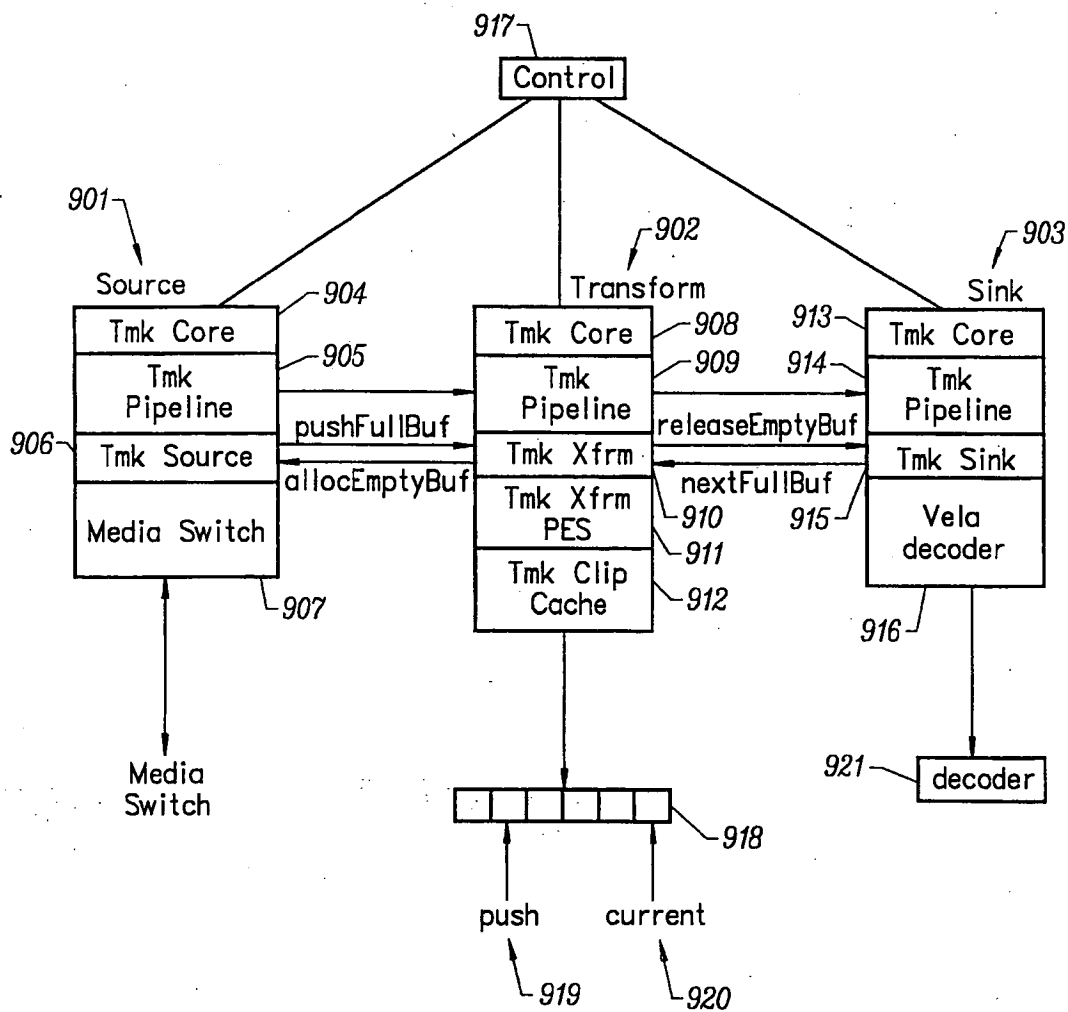 917
Control
901
902
903
Source
Transform
Sink
904
908
913
Tmk Core
Tmk Core
Tmk Core
905
909
914
Tmk
Pipeline
Tmk
Pipeline
Tmk
Pipeline
pushFullBuf
releaseEmptyBuf
906
Tmk Source
Tmk Xfrm
Tmk Sink
allocEmptyBuf
nextFullBuf
910
915
Media Switch
Tmk Xfrm
PES
Vela
decoder
911
907
Tmk Clip
Cache
912
916
Media
Switch
921
decoder
918
push
current
919
920